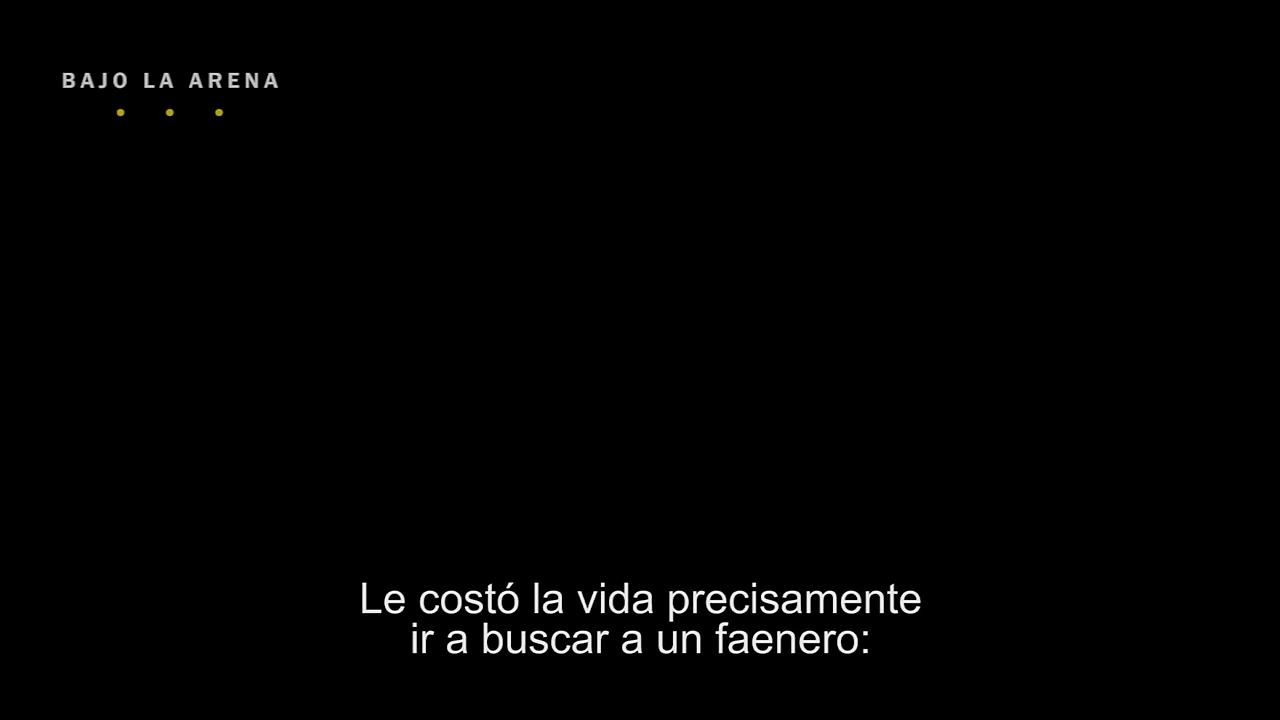 BAJO LA ARENA
Le costó la vida precisamente
ir a buscar a un faenero: